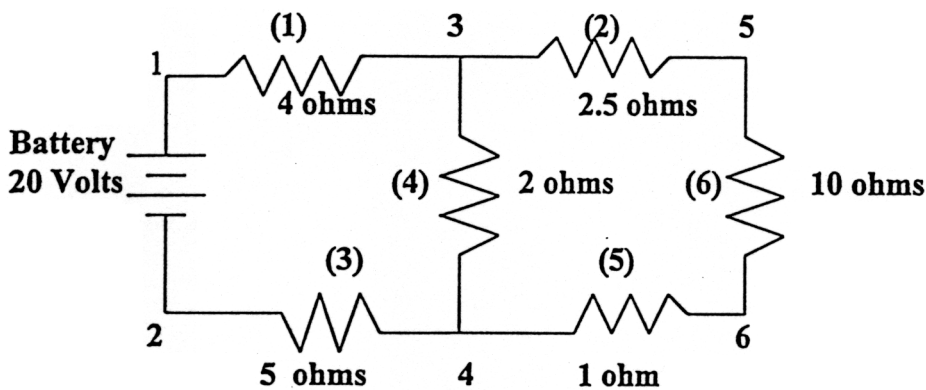 (1) 3 (2) 5
1
4 ohms 2.5 ohms
Battery
20 Volts (4) 2 ohms (6) 10 ohms
(3) (5)
2 6
5 ohms 4 1 ohm